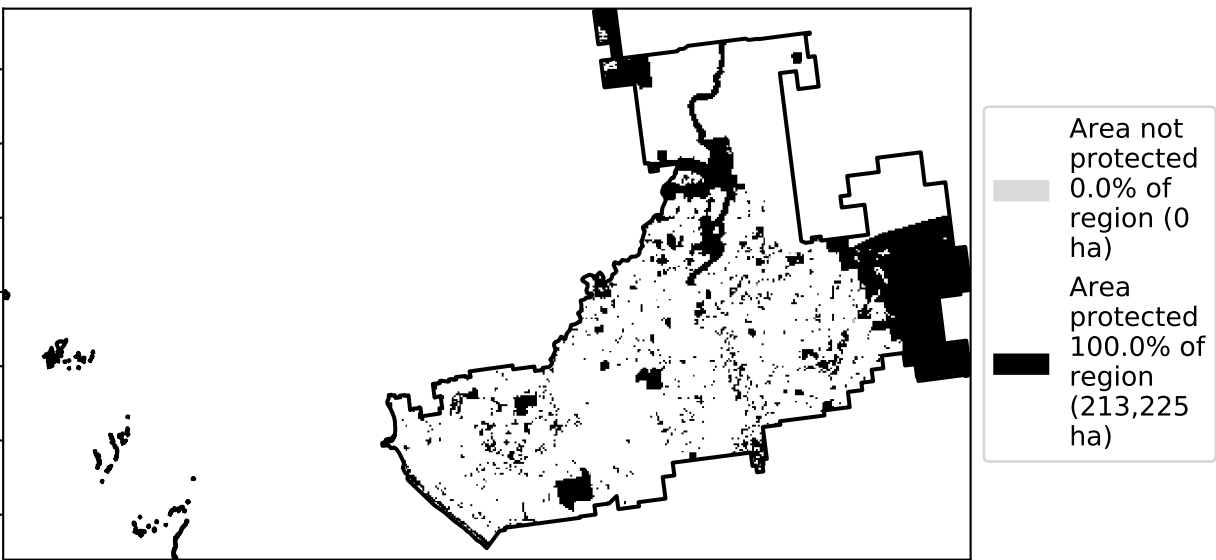 Area not
protected
0.0% of
region (0
ha)
Area
protected
100.0% of
region
(213,225
ha)